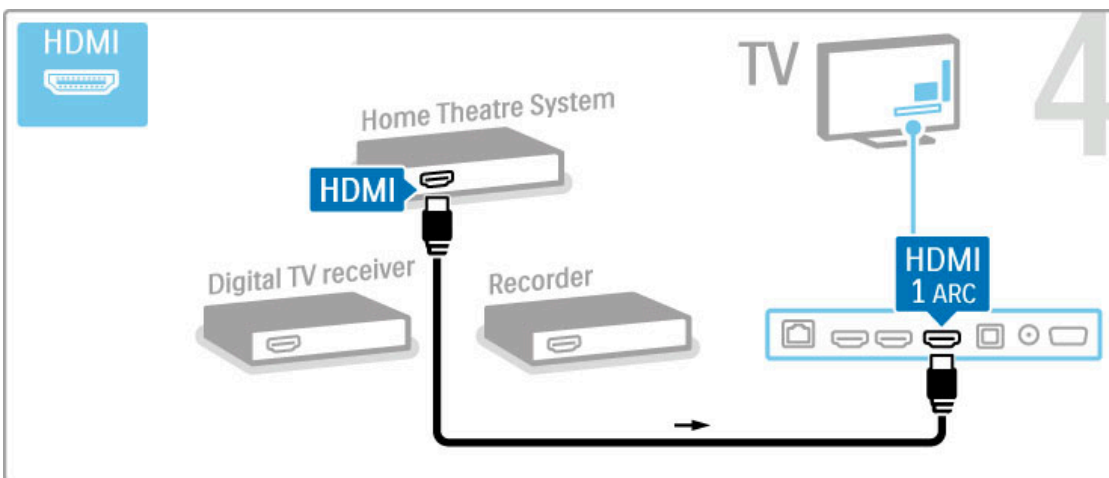 HDMI
TV
4
Home Theatre System
HDMI
Digital TV receiver
Recorder
HDMI
1 ARC